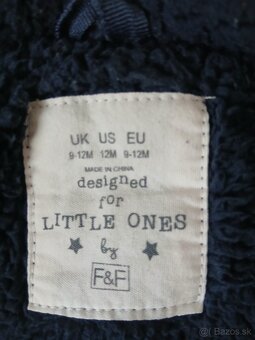 UK US EU
9-12M 12M 9-12M
MADE IN CHINA
designed
for
LITTLE ONES
by
F&F
Bazos.sk